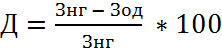 Д = (Знг − Зод) / Знг ∗ 100